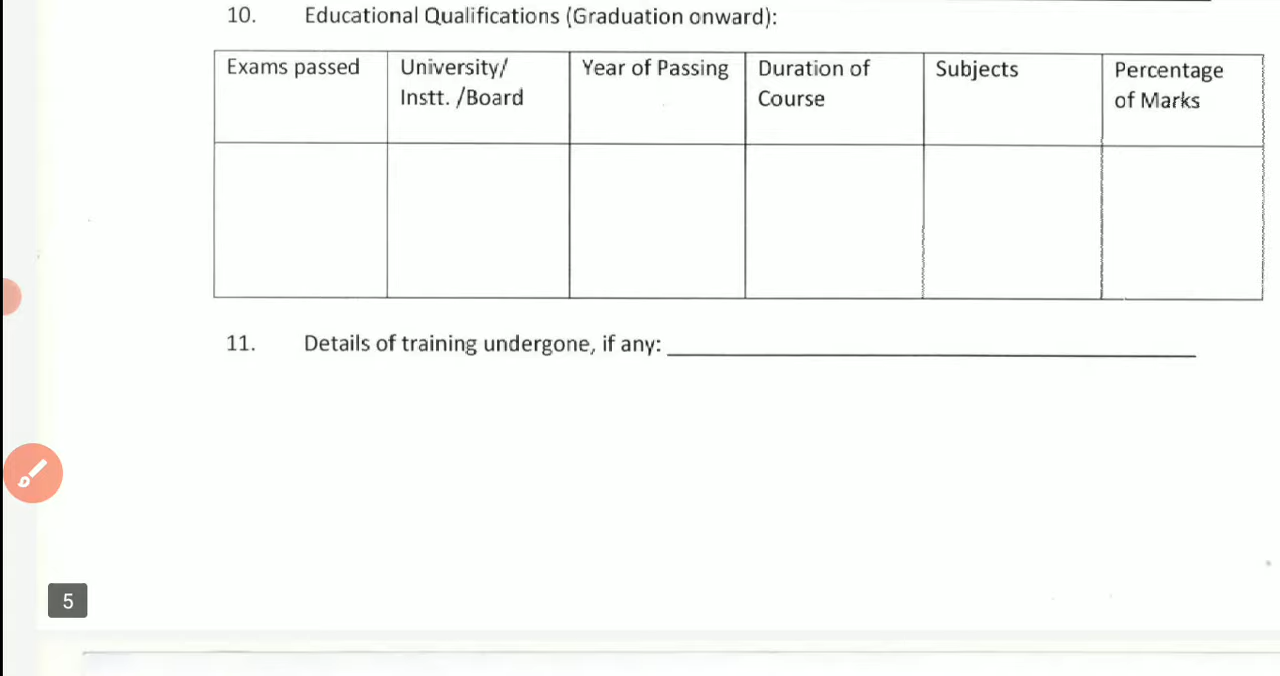 10. Educational Qualifications (Graduation onward):
Exams passed
University/
Instt. /Board
Year of Passing
Duration of
Course
Subjects
Percentage
of Marks
11. Details of training undergone, if any:
5